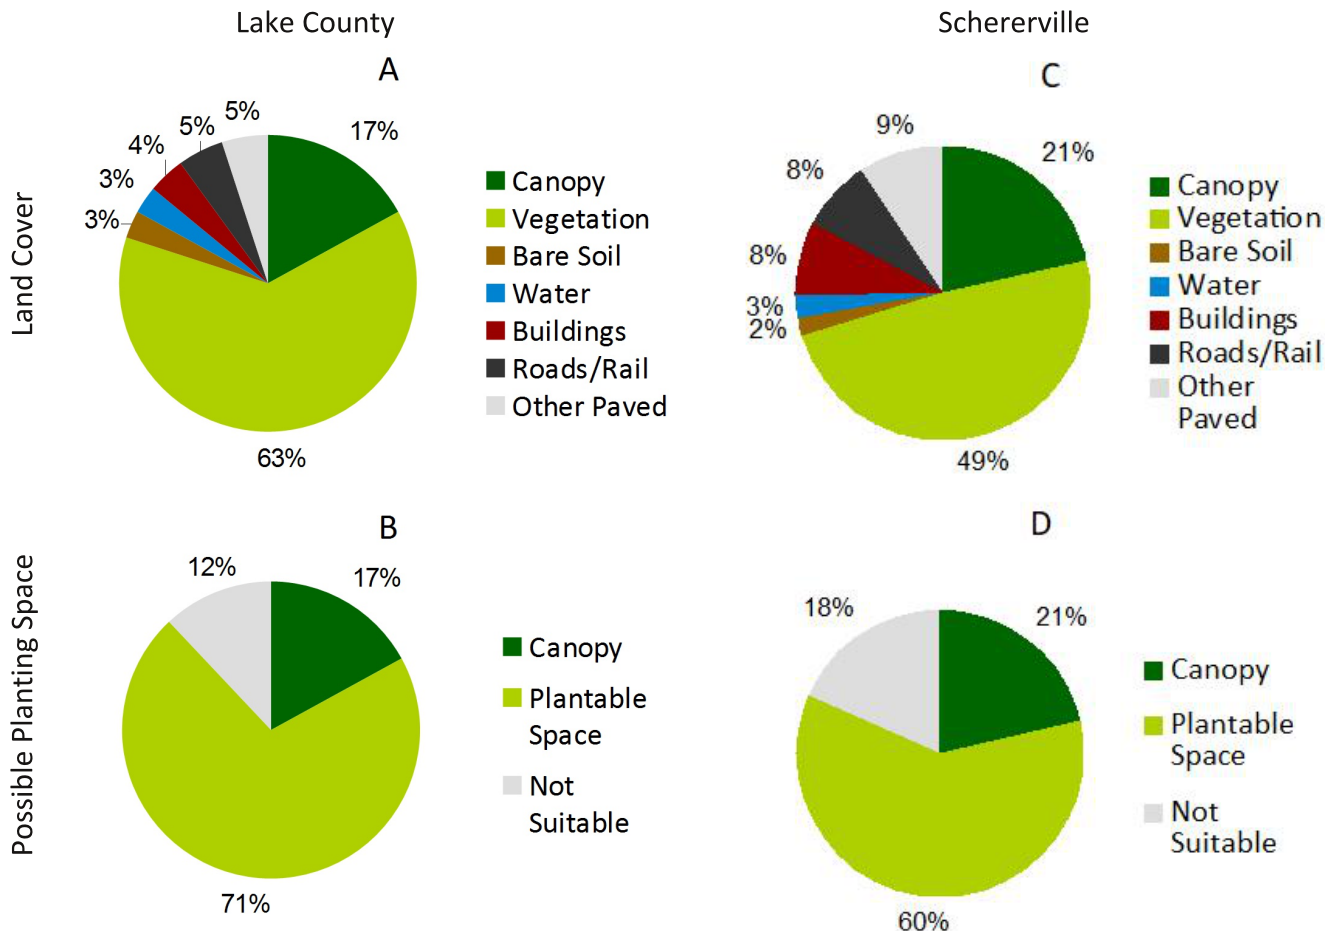 Lake County
Schererville
Land Cover
A
5%
5%
4%
3%
3%
17%
63%
Canopy
Vegetation
Bare Soil
Water
Buildings
Roads/Rail
Other Paved
C
9%
8%
8%
3%
2%
21%
49%
Canopy
Vegetation
Bare Soil
Water
Buildings
Roads/Rail
Other
Paved
Possible Planting Space
B
12%
17%
71%
Canopy
Plantable
Space
Not
Suitable
D
18%
21%
60%
Canopy
Plantable
Space
Not
Suitable